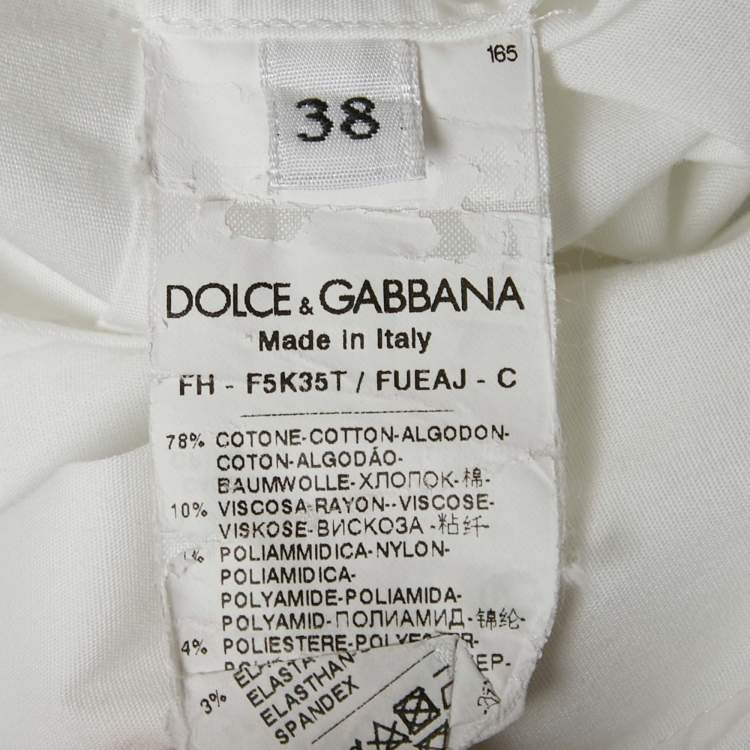 165
38
DOLCE & GABBANA
Made in Italy
FH - F5K35T / FUEAJ - C
78% COTONE-COTTON-ALGODON-
COTON-ALGODÃO-
BAUMWOLLE-ХЛОПОК-棉-
10% VISCOSA-RAYON--VISCOSE-
VISKOSE-ВИСКОЗА-粘纤-
POLIAMMIDICA-NYLON-
POLIAMIDICA-
POLYAMIDE-POLIAMIDA-
POLYAMID-ПОЛИАМИД-锦纶-
4% POLIESTERE-POLYESTER-
3%
ELASTHAN
SPANDEX